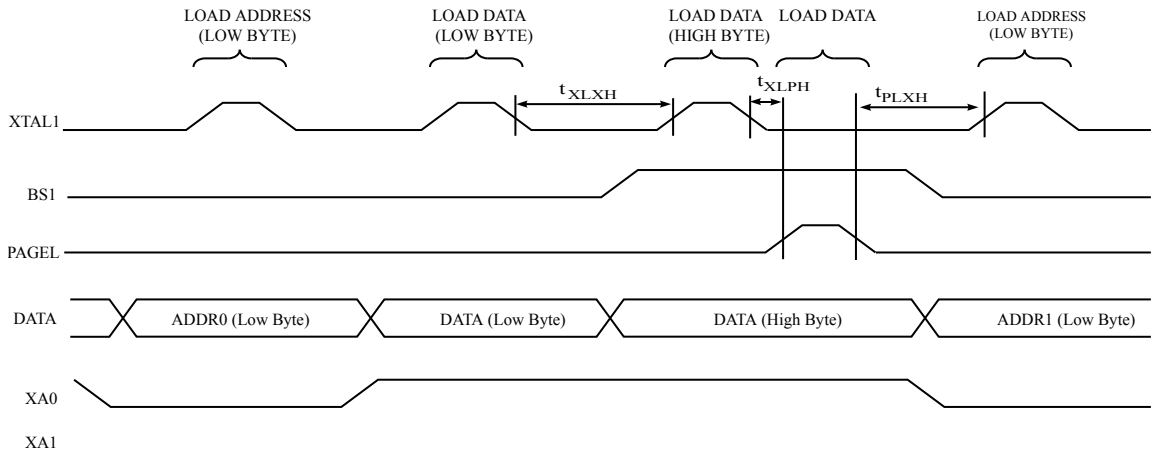 LOAD ADDRESS
(LOW BYTE)
LOAD DATA
(LOW BYTE)
LOAD DATA
(HIGH BYTE)
LOAD DATA
LOAD ADDRESS
(LOW BYTE)
tXLXH
tXLPH
tPLXH
XTAL1
BS1
PAGEL
DATA
ADDR0 (Low Byte)
DATA (Low Byte)
DATA (High Byte)
ADDR1 (Low Byte)
XA0
XA1